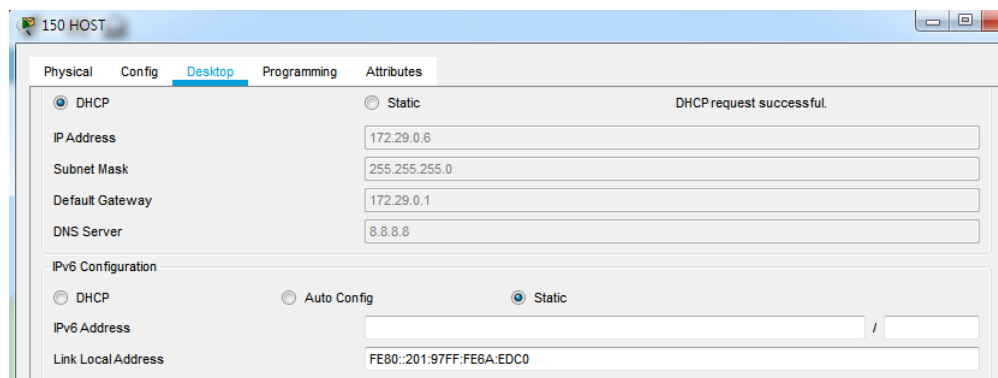 150 HOST
Physical Config Desktop Programming Attributes
DHCP Static DHCP request successful.
IP Address 172.29.0.6
Subnet Mask 255.255.255.0
Default Gateway 172.29.0.1
DNS Server 8.8.8.8
IPv6 Configuration
DHCP Auto Config Static
IPv6 Address /
Link Local Address FE80::201:97FF:FE6A:EDC0